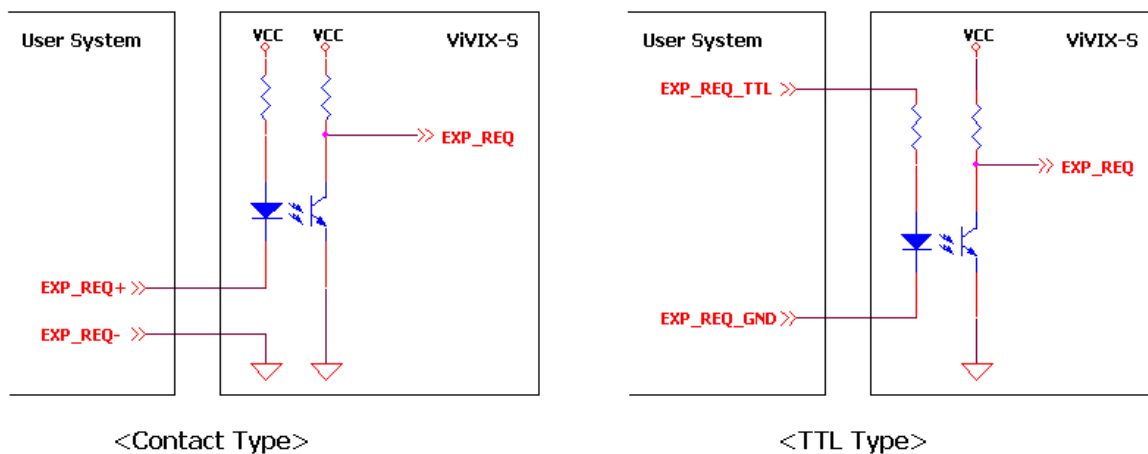 User System
VCC
VCC
ViVIX-S
EXP_REQ
EXP_REQ+
EXP_REQ-
<Contact Type>
User System
VCC
ViVIX-S
EXP_REQ_TTL
EXP_REQ
EXP_REQ_GND
<TTL Type>